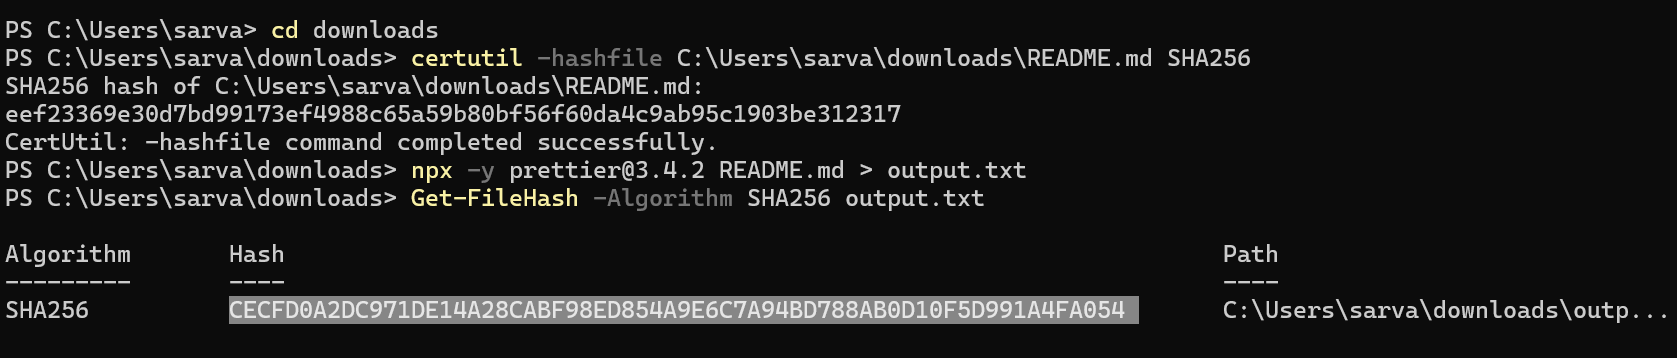 PS C:\Users\sarva> cd downloads
PS C:\Users\sarva\downloads> certutil -hashfile C:\Users\sarva\downloads\README.md SHA256
SHA256 hash of C:\Users\sarva\downloads\README.md:
eef23369e30d7bd99173ef4988c65a59b80bf56f60da4c9ab95c1903be312317
CertUtil: -hashfile command completed successfully.
PS C:\Users\sarva\downloads> npx -y prettier@3.4.2 README.md > output.txt
PS C:\Users\sarva\downloads> Get-FileHash -Algorithm SHA256 output.txt
Algorithm Hash Path
--------- ---- ----
SHA256 CECFD0A2DC971DE14A28CABF98ED854A9E6C7A94BD788AB0D10F5D991A4FA054 C:\Users\sarva\downloads\outp...